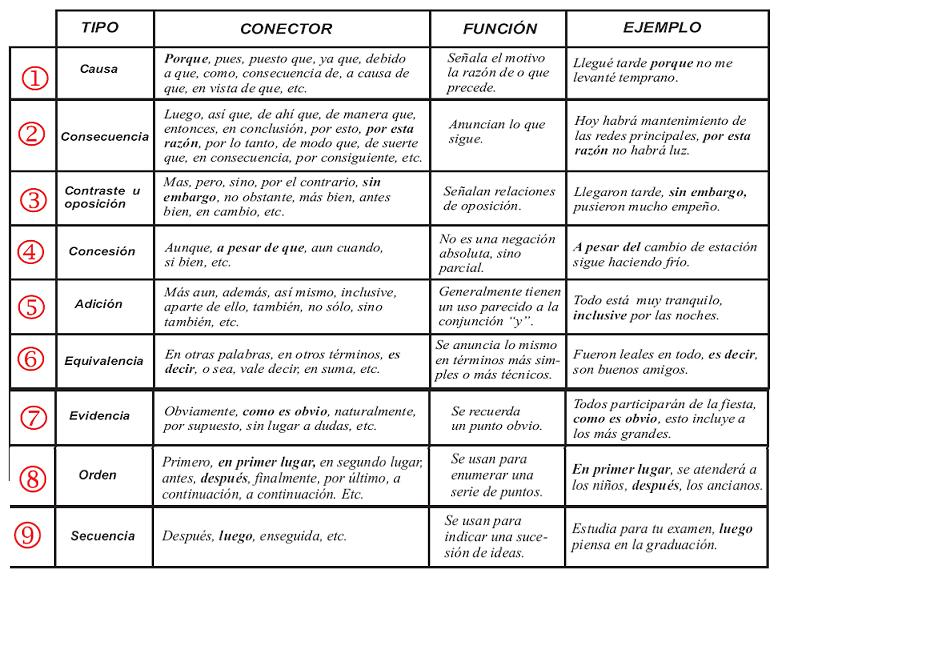 TIPO CONECTOR FUNCIÓN EJEMPLO
1
Causa
Porque, pues, puesto que, ya que, debido
a que, como, consecuencia de, a causa de
que, en vista de que, etc.
Señala el motivo
la razón de o que
precede.
Llegué tarde porque no me
levanté temprano.
2
Consecuencia
Luego, así que, de ahí que, de manera que,
entonces, en conclusión, por esto, por esta
razón, por lo tanto, de modo que, de suerte
que, en consecuencia, por consiguiente, etc.
Anuncian lo que
sigue.
Hoy habrá mantenimiento de
las redes principales, por esta
razón no habrá luz.
3
Contraste u
oposición
Mas, pero, sino, por el contrario, sin
embargo, no obstante, más bien, antes
bien, en cambio, etc.
Señalan relaciones
de oposición.
Llegaron tarde, sin embargo,
pusieron mucho empeño.
4
Concesión
Aunque, a pesar de que, aun cuando,
si bien, etc.
No es una negación
absoluta, sino
parcial.
A pesar del cambio de estación
sigue haciendo frío.
5
Adición
Más aun, además, así mismo, inclusive,
aparte de ello, también, no sólo, sino
también, etc.
Generalmente tienen
un uso parecido a la
conjunción “y”.
Todo está muy tranquilo,
inclusive por las noches.
6
Equivalencia
En otras palabras, en otros términos, es
decir, o sea, vale decir, en suma, etc.
Se anuncia lo mismo
en términos más sim-
ples o más técnicos.
Fueron leales en todo, es decir,
son buenos amigos.
7
Evidencia
Obviamente, como es obvio, naturalmente,
por supuesto, sin lugar a dudas, etc.
Se recuerda
un punto obvio.
Todos participarán de la fiesta,
como es obvio, esto incluye a
los más grandes.
8
Orden
Primero, en primer lugar, en segundo lugar,
antes, después, finalmente, por último, a
continuación, a continuación. Etc.
Se usan para
enumerar una
serie de puntos.
En primer lugar, se atenderá a
los niños, después, los ancianos.
9
Secuencia
Después, luego, enseguida, etc.
Se usan para
indicar una suce-
sión de ideas.
Estudia para tu examen, luego
piensa en la graduación.